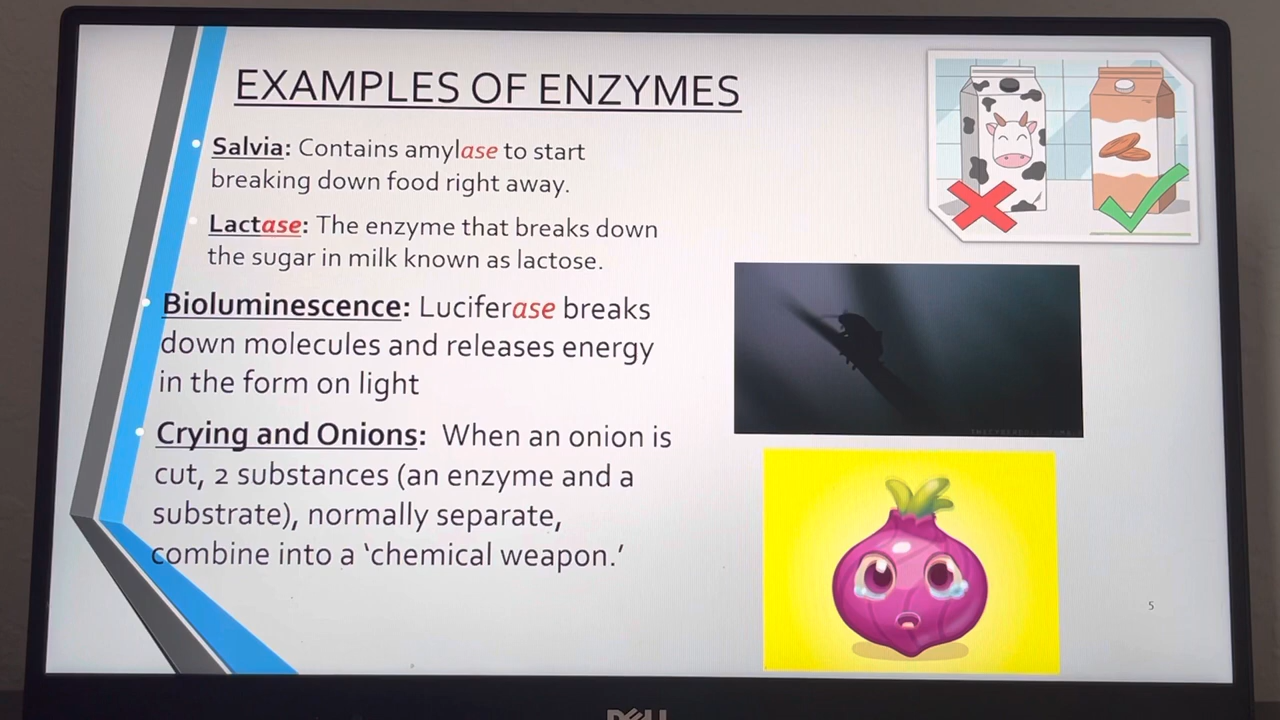 EXAMPLES OF ENZYMES
Salvia: Contains amylase to start
breaking down food right away.
Lactase: The enzyme that breaks down
the sugar in milk known as lactose.
Bioluminescence: Luciferase breaks
down molecules and releases energy
in the form on light
Crying and Onions: When an onion is
cut, 2 substances (an enzyme and a
substrate), normally separate,
combine into a ‘chemical weapon.’
5
DELL